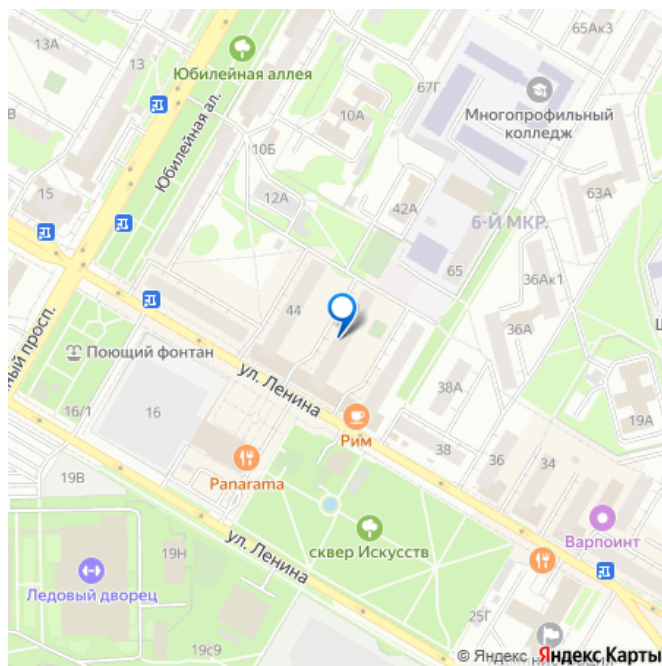 65Ак3
13А
13
Юбилейная аллея
67Г
10А
Многопрофильный
колледж
Юбилейная ал.
10Б
15
12А
42А
63А
6-Й МКР.
65
36Ак1
44
36А
ный просп.
Поющий фонтан
ул. Ленина
16/1
16
38А
19А
Рим
38
36
34
19В
Panarama
Варпоинт
сквер Искусств
19Н
ул. Ленина
Ледовый дворец
25Г
19с9
© Яндекс Яндекс Карты